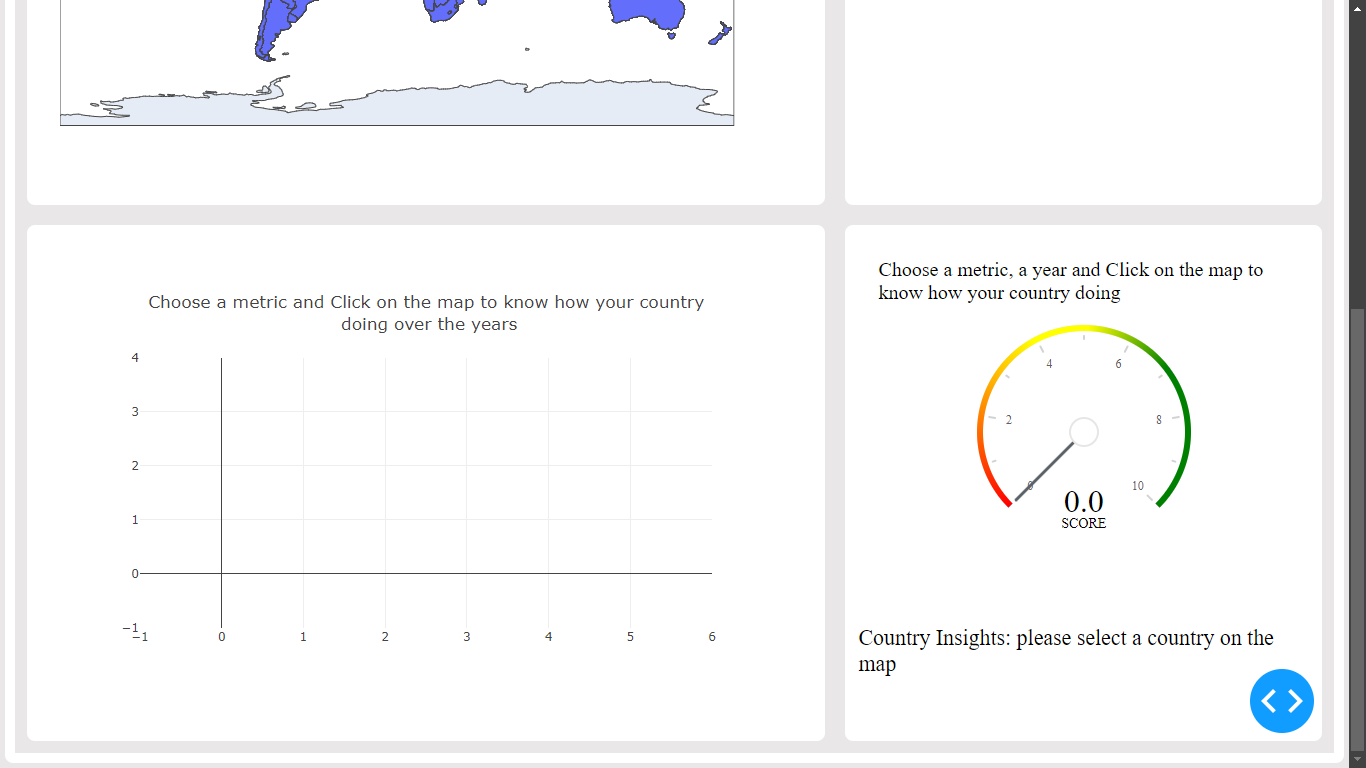 Choose a metric and Click on the map to know how your country
doing over the years
4
3
2
1
0
−1
−1 0 1 2 3 4 5 6
Choose a metric, a year and Click on the map to
know how your country doing
0 2 4 6 8 10
0.0
SCORE
Country Insights: please select a country on the
map